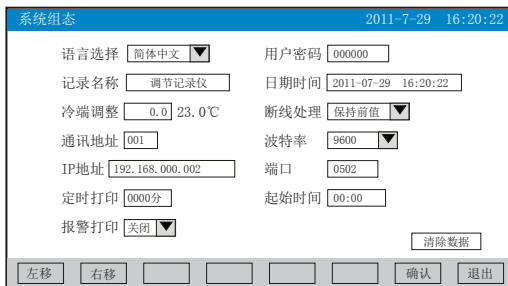 系统组态 2011-7-29 16:20:22
语言选择 简体中文 用户密码 000000
记录名称 调节记录仪 日期时间 2011-07-29 16:20:22
冷端调整 0.0 23.0℃ 断线处理 保持前值
通讯地址 001 波特率 9600
IP地址 192.168.000.002 端口 0502
定时打印 0000分 起始时间 00:00
报警打印 关闭
清除数据
左移 右移 确认 退出